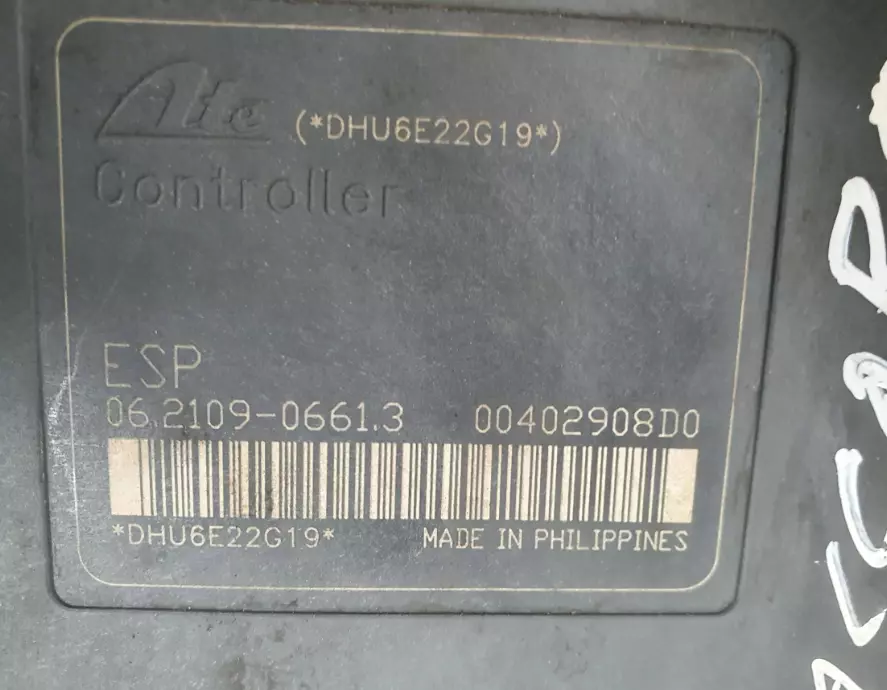 Ate (*DHU6E22G19*)
Controller
ESP
06.2109-0661.3 00402908D0
*DHU6E22G19* MADE IN PHILIPPINES